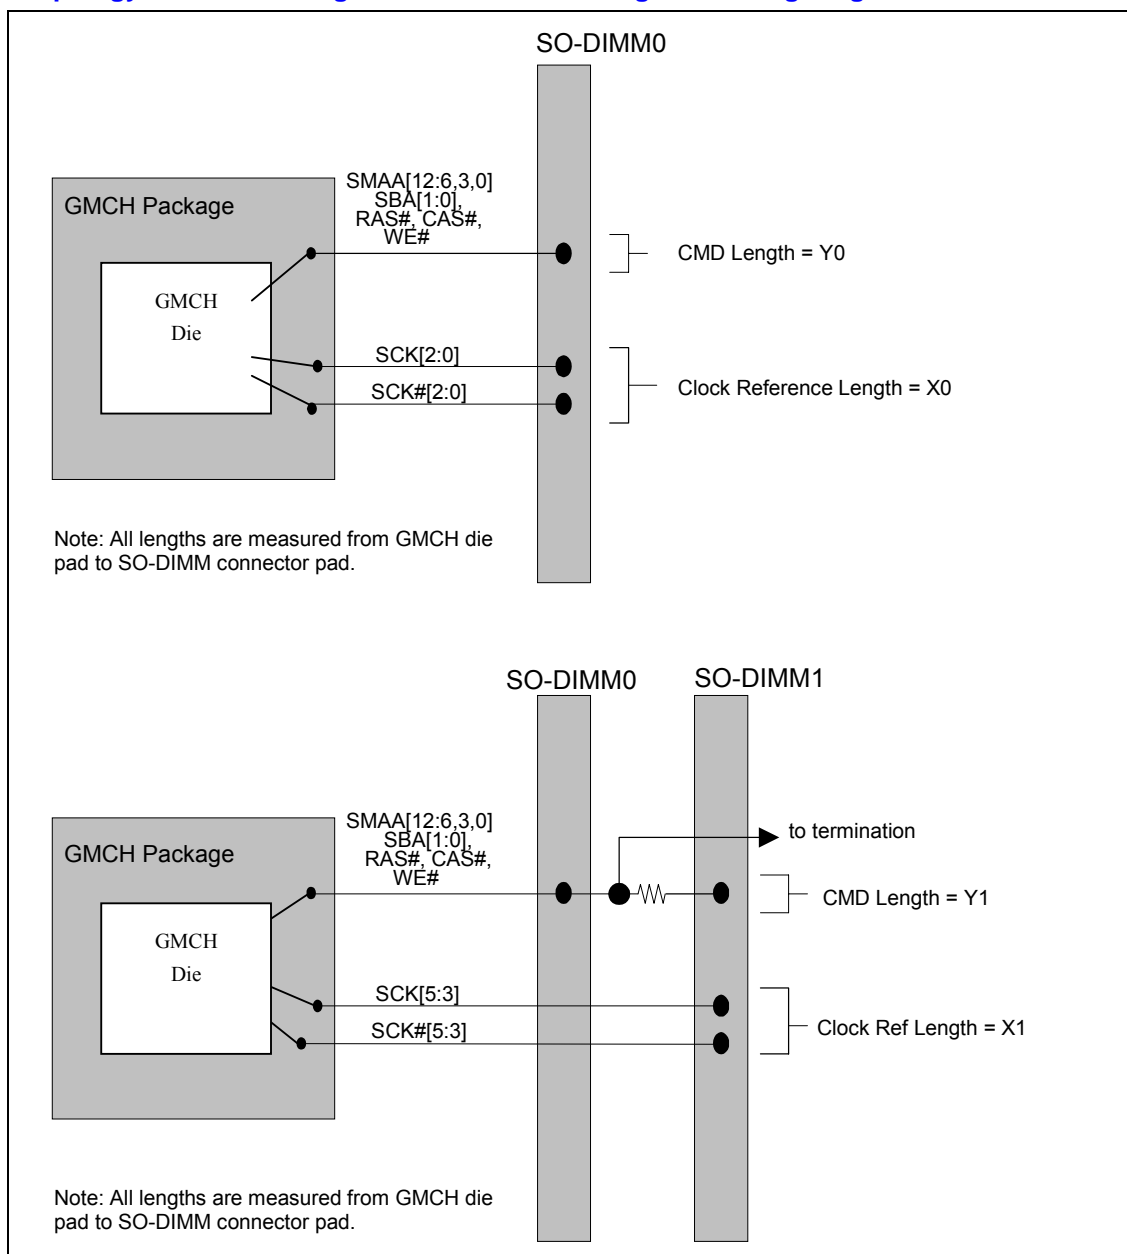 SO-DIMM0
SMAA[12:6,3,0]
SBA[1:0],
RAS#, CAS#,
WE#
GMCH Package
CMD Length = Y0
GMCH
Die
SCK[2:0]
SCK#[2:0]
Clock Reference Length = X0
Note: All lengths are measured from GMCH die
pad to SO-DIMM connector pad.
SO-DIMM0
SO-DIMM1
SMAA[12:6,3,0]
SBA[1:0],
RAS#, CAS#,
WE#
to termination
GMCH Package
CMD Length = Y1
GMCH
Die
SCK[5:3]
SCK#[5:3]
Clock Ref Length = X1
Note: All lengths are measured from GMCH die
pad to SO-DIMM connector pad.